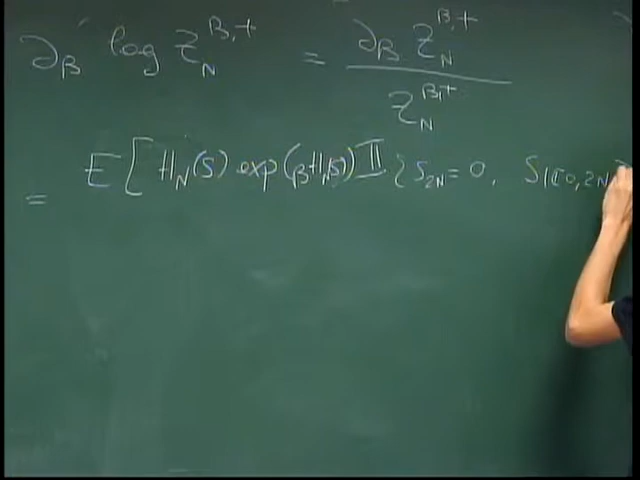 ∂_β log Z_N^{β,+} = ∂_β Z_N^{β,+} / Z_N^{β,+}
= E[ H_N(S) exp(βH_N(S)) 𝟙{S_{2N}=0, S|[0,2N]